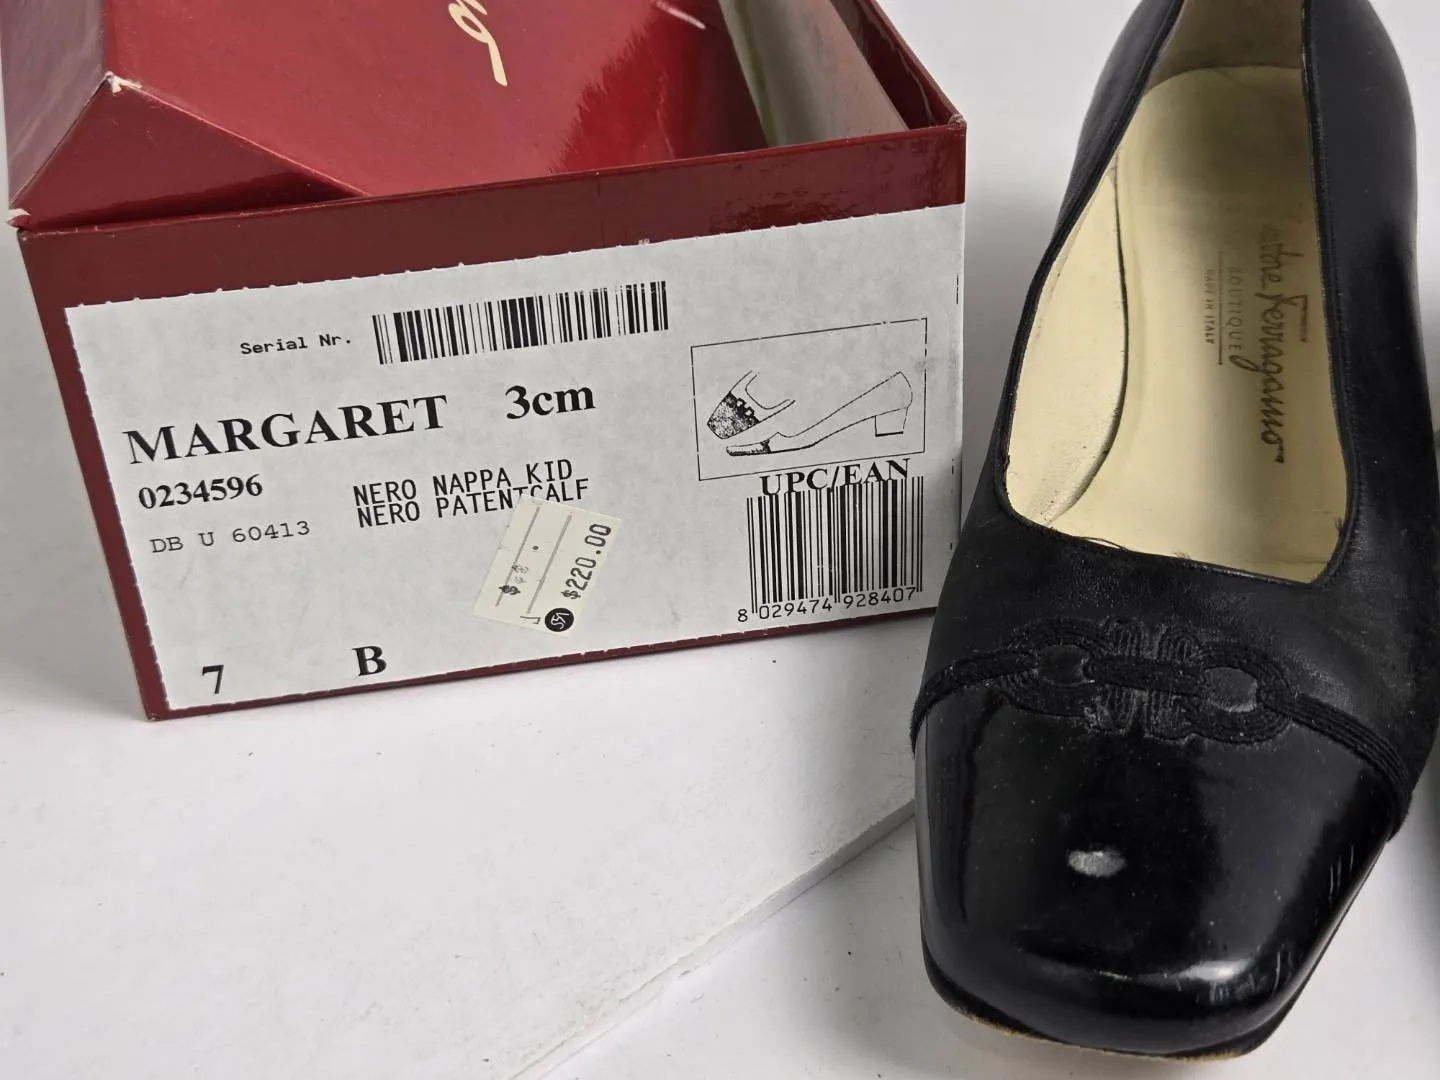 Serial Nr.
MARGARET 3cm
0234596
NERO NAPPA KID
NERO PATENTCALF
DB U 60413
UPC/EAN
8 029474 928407
$220.00
7 B
Ferragamo
BOUTIQUE
MADE IN ITALY